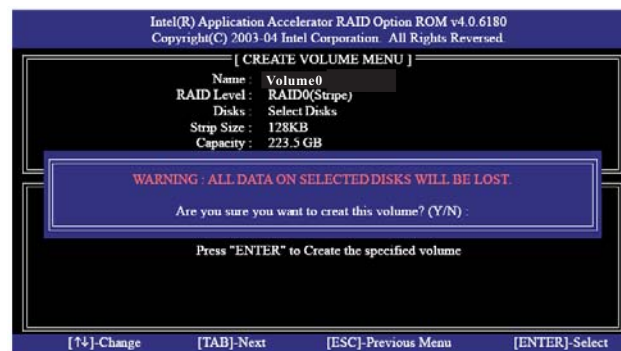 Intel(R) Application Accelerator RAID Option ROM v4.0.6180
Copyright(C) 2003-04 Intel Corporation. All Rights Reversed.
[ CREATE VOLUME MENU ]
Name : Volume0
RAID Level : RAID0(Stripe)
Disks : Select Disks
Strip Size : 128KB
Capacity : 223.5 GB
WARNING : ALL DATA ON SELECTED DISKS WILL BE LOST.
Are you sure you want to creat this volume? (Y/N) :
Press "ENTER" to Create the specified volume
[↑↓]-Change [TAB]-Next [ESC]-Previous Menu [ENTER]-Select